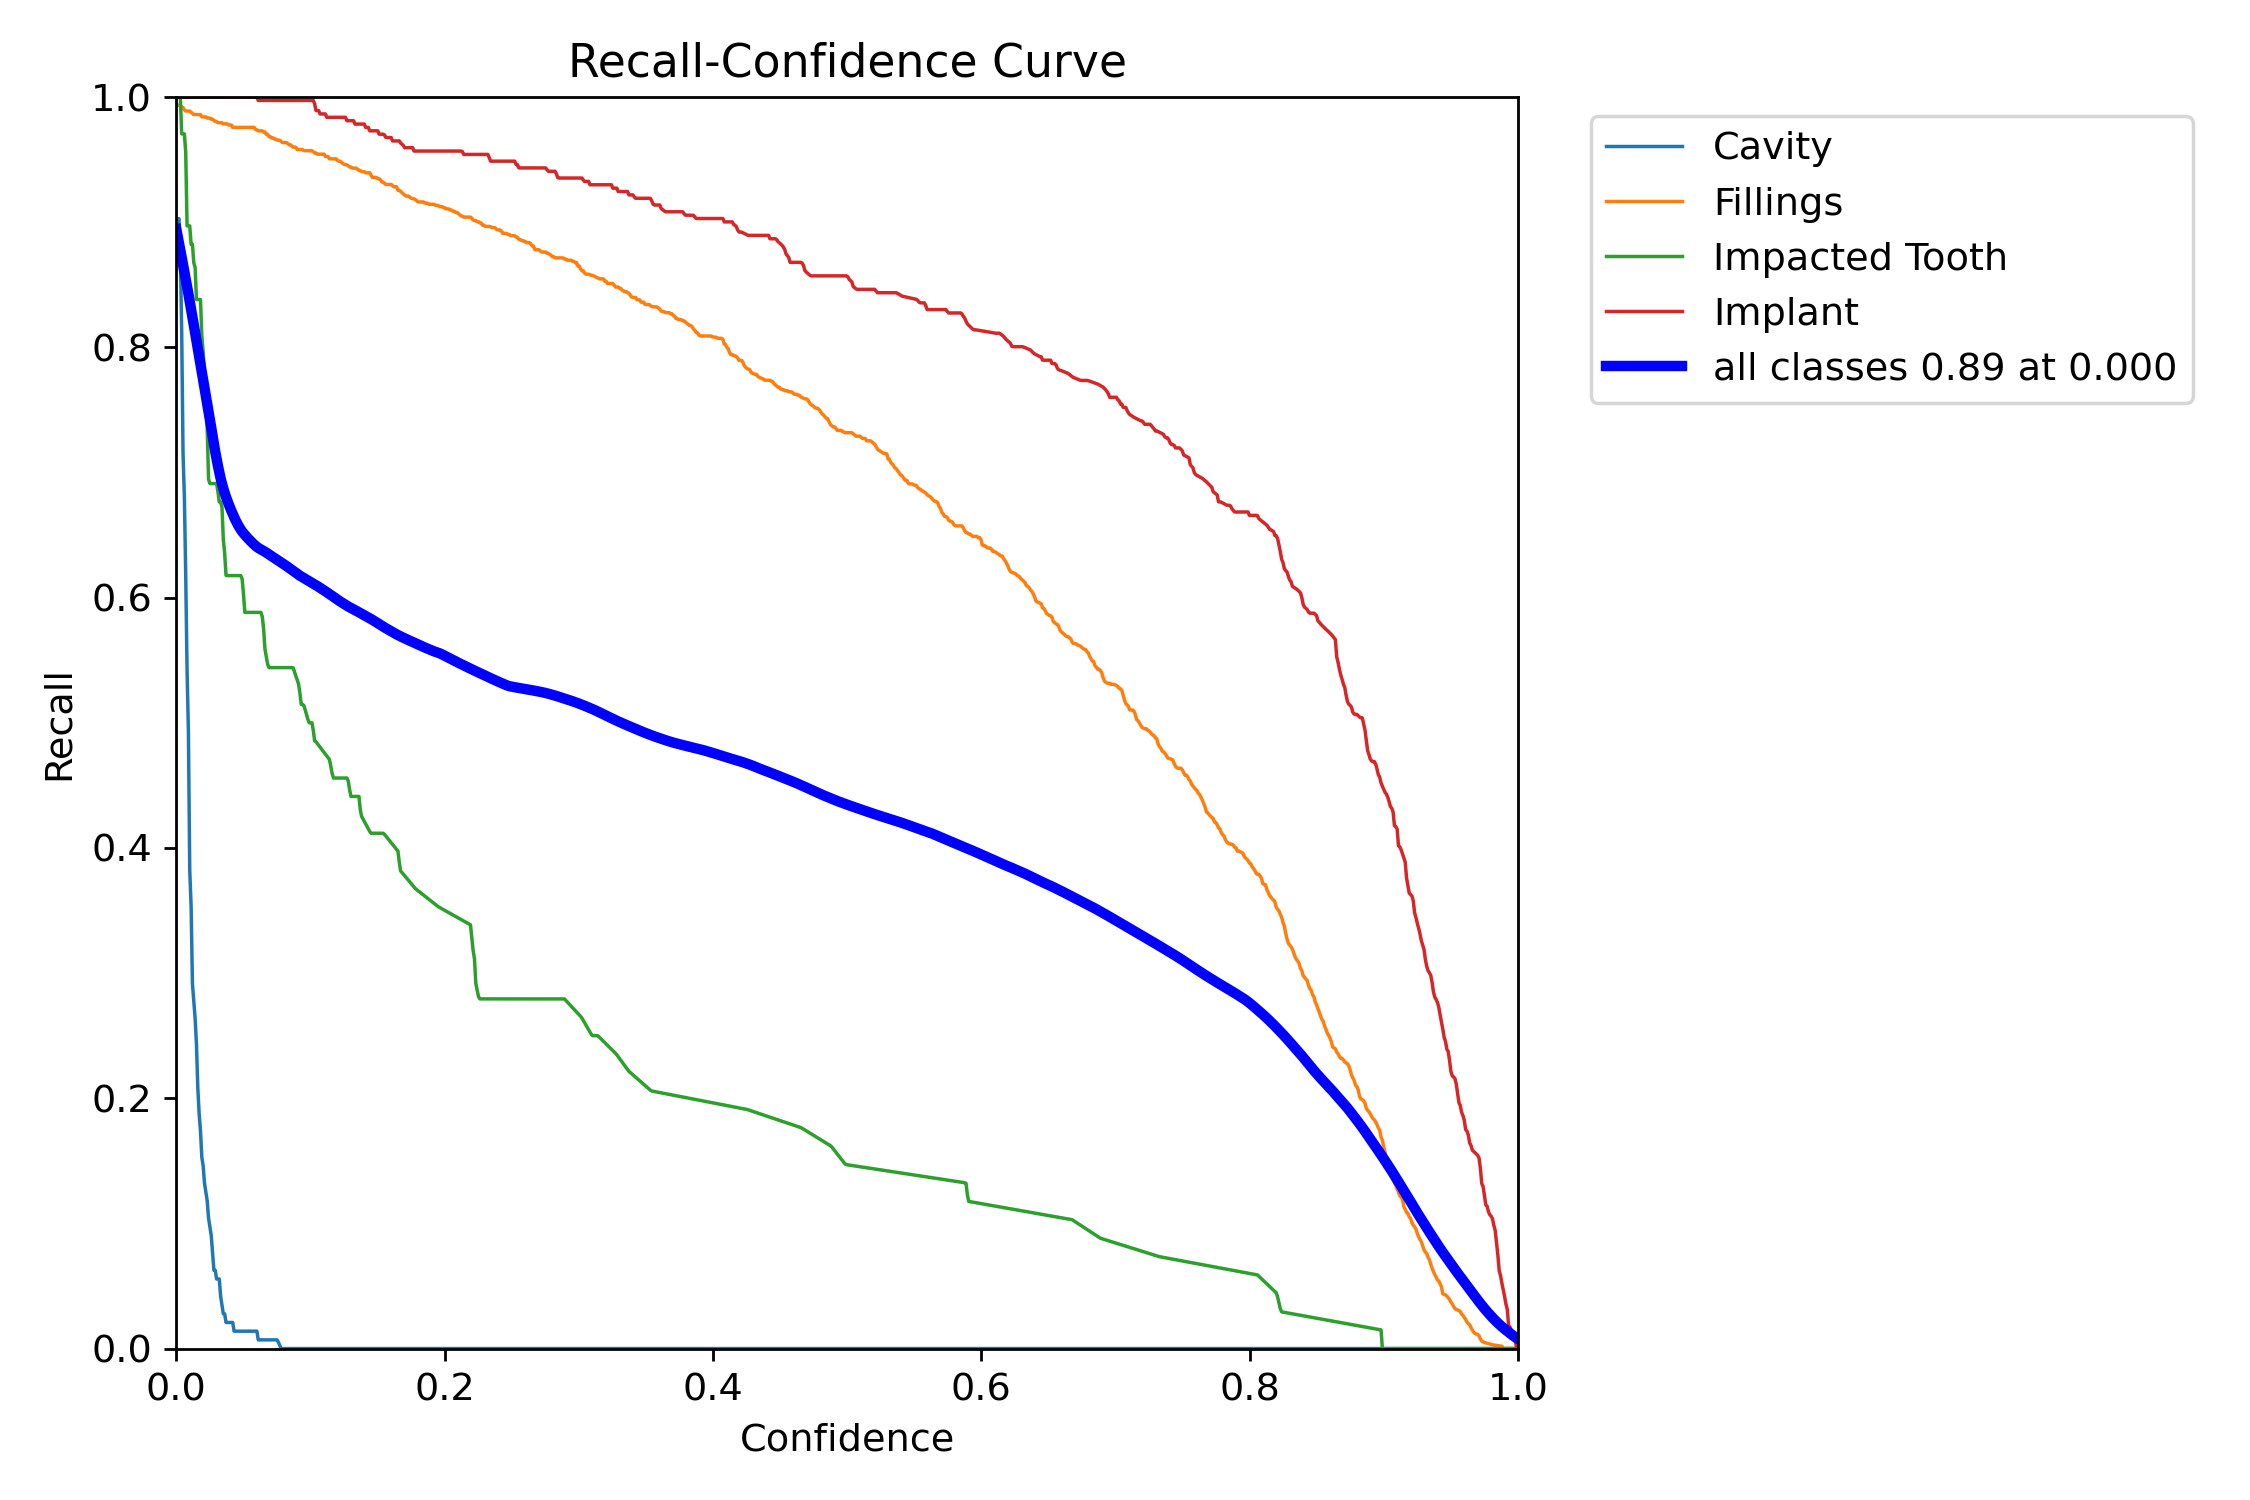 Recall-Confidence Curve
1.0
0.8
0.6
0.4
0.2
0.0
Recall
0.0 0.2 0.4 0.6 0.8 1.0
Confidence
Cavity
Fillings
Impacted Tooth
Implant
all classes 0.89 at 0.000